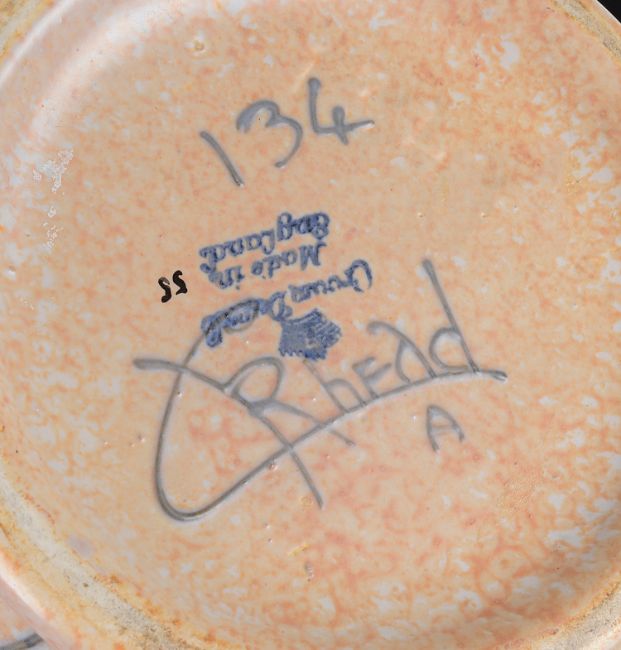 134
Crown Ducal
Made in
England
55
CRhead
A